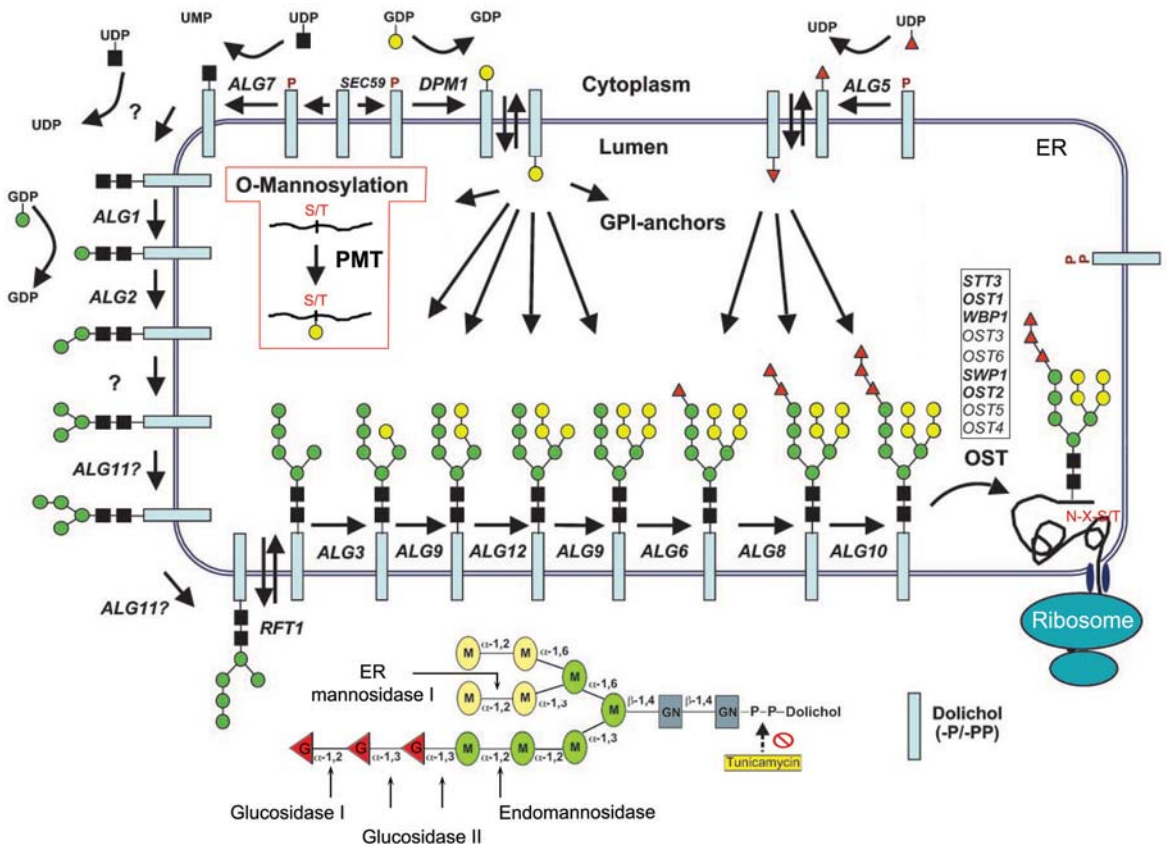 UMP
UDP
GDP
GDP
UDP
UDP
UDP
ALG7
P
SEC59
P
DPM1
Cytoplasm
ALG5
P
?
UDP
Lumen
ER
O-Mannosylation
S/T
PMT
S/T
GPI-anchors
GDP
ALG1
GDP
ALG2
?
ALG11?
P
P
STT3
OST1
WBP1
OST3
OST6
SWP1
OST2
OST5
OST4
OST
N-X-S/T
ALG3
ALG9
ALG12
ALG9
ALG6
ALG8
ALG10
ALG11?
RFT1
Ribosome
ER
mannosidase I
M α-1,2 M α-1,6
M α-1,2 M α-1,3 M α-1,6
M β-1,4 GN β-1,4 GN P-P-Dolichol
G α-1,2 G α-1,3 G α-1,3 M α-1,2 M α-1,2 M α-1,3
Tunicamycin
Glucosidase I
Glucosidase II
Endomannosidase
Dolichol
(-P/-PP)